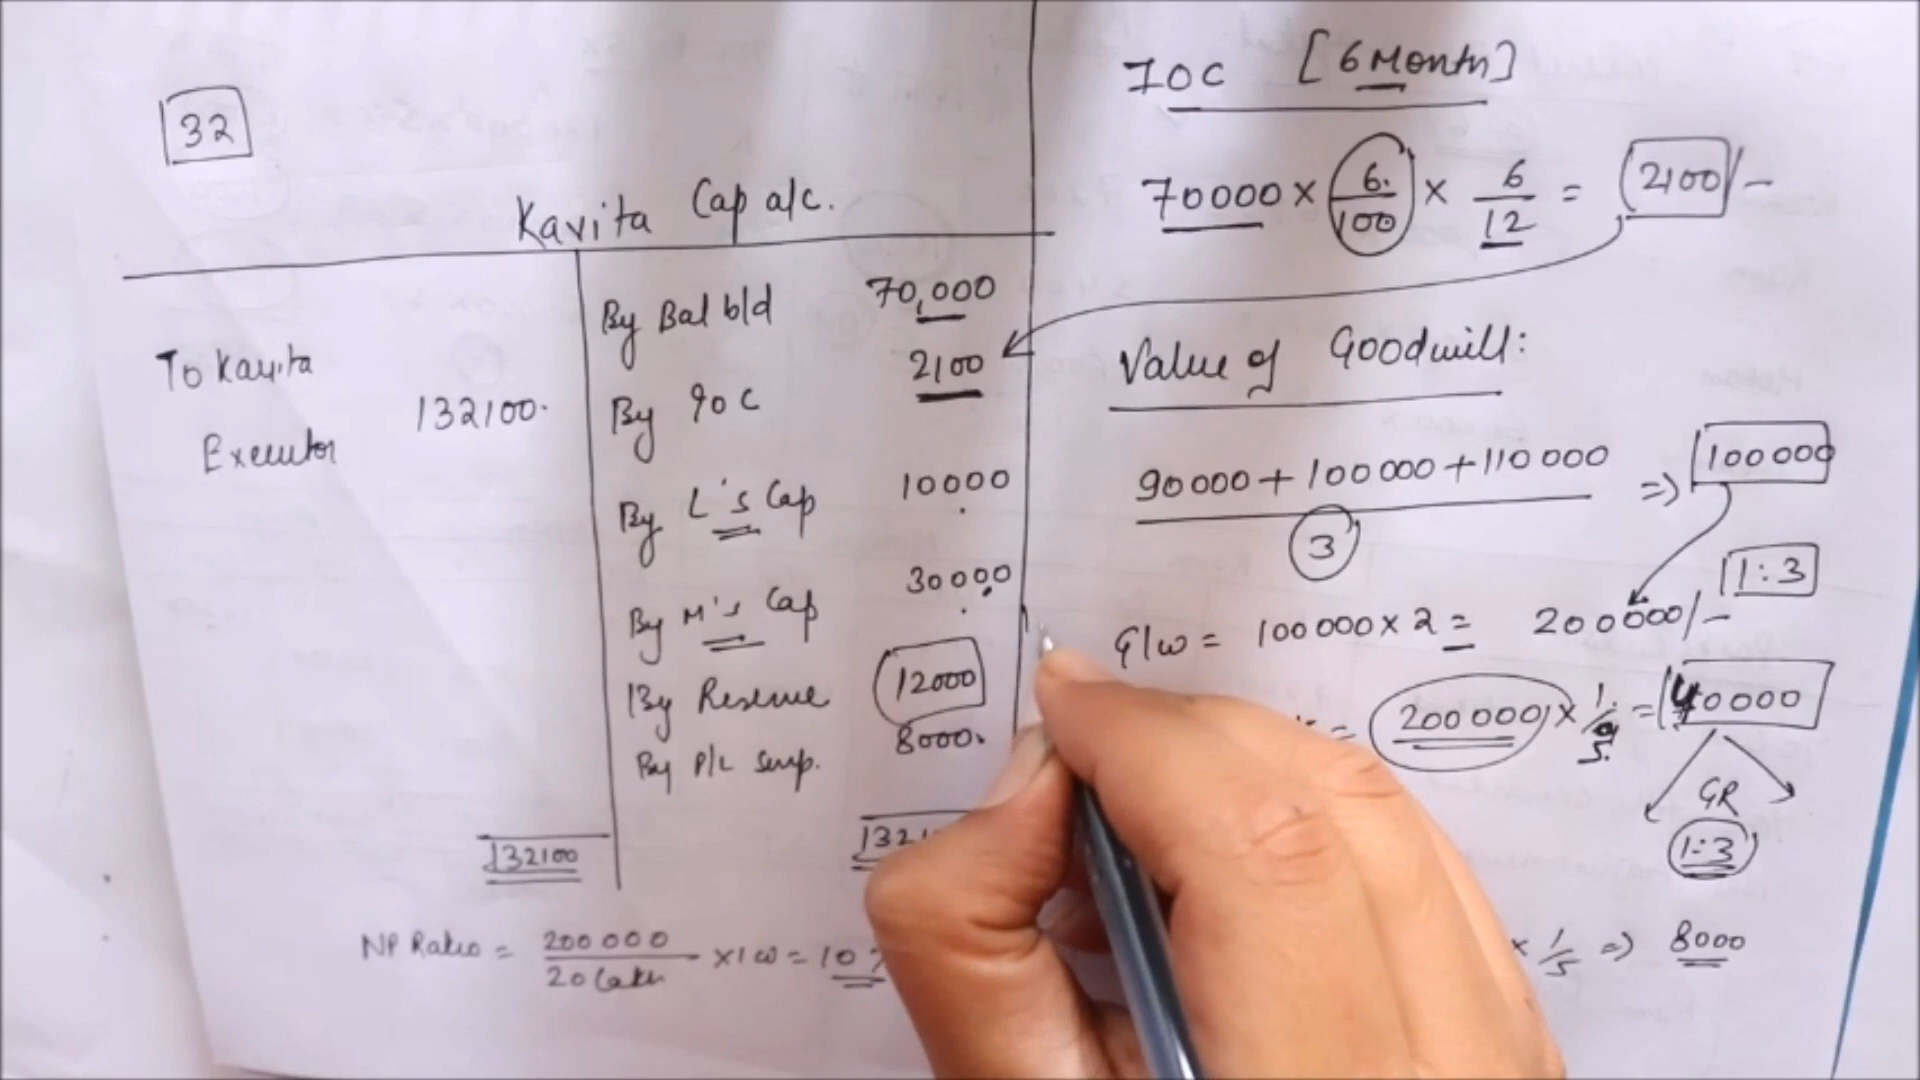 32
Kavita Cap a/c.
To Kavita
Executor 132100.
By Bal b/d 70,000
By IOC 2100
By L's Cap 10000
By M's Cap 30000
By Reserve 12000
By P/L susp. 8000.
132100
NP Ratio = 200000 / 20 lakh × 100 = 10%
IOC [6 Month]
70000 × 6/100 × 6/12 = 2100/-
Value of Goodwill:
90000 + 100000 + 110000 / 3 => 100000
1:3
G/w = 100000 × 2 = 200000/-
= 200000 × 1/5 = 40000
GR
1:3
× 1/5 => 8000